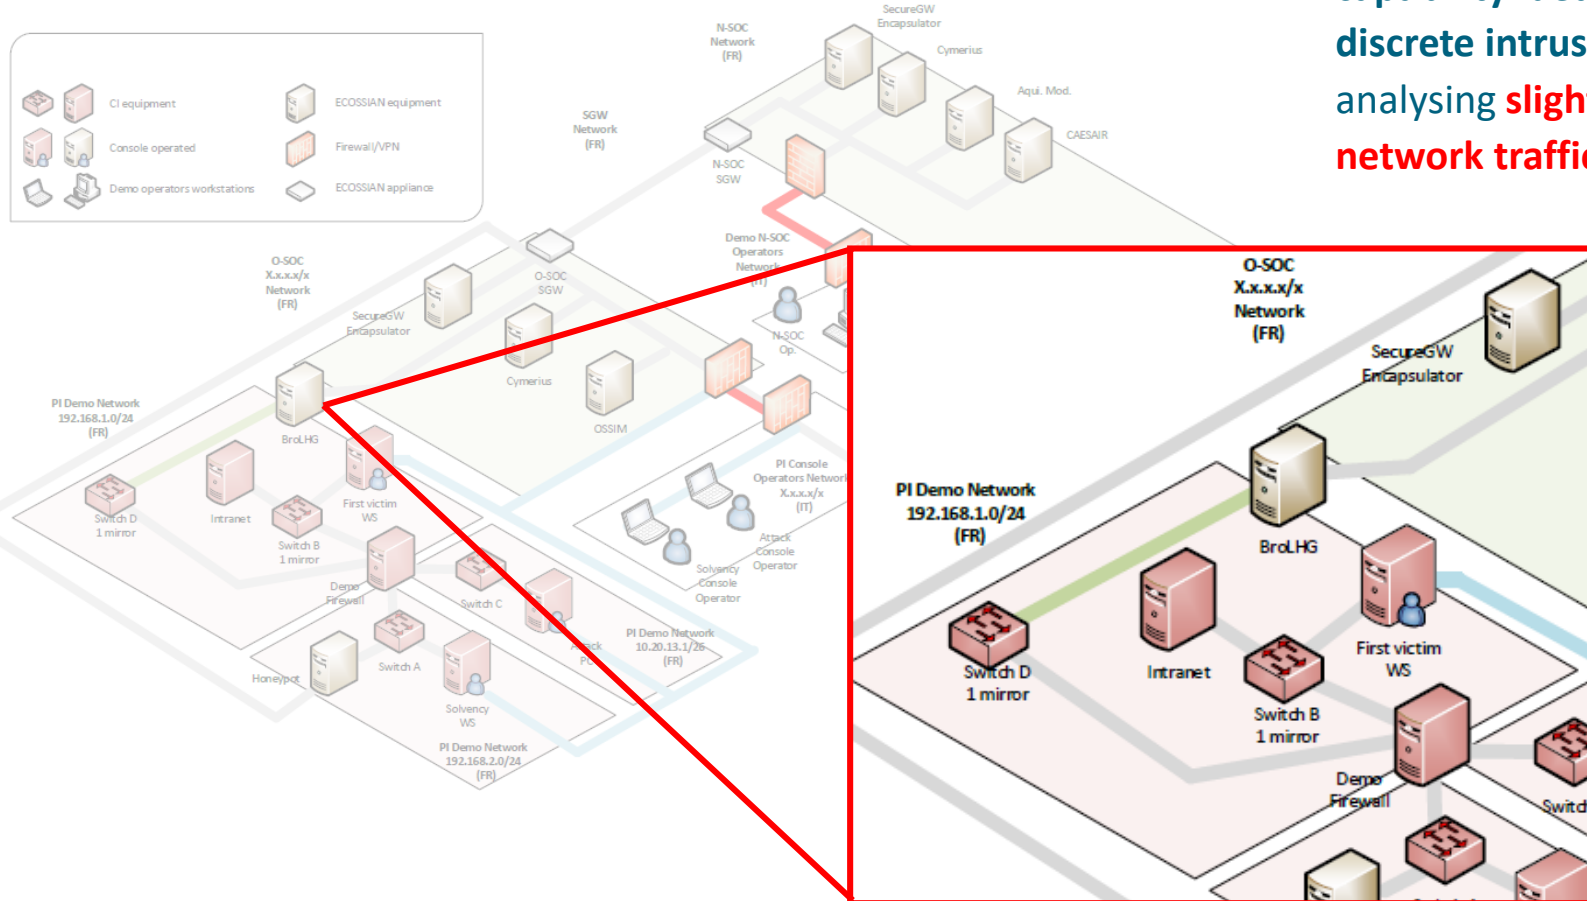 discrete intrus
analysing slight
network traffic
CI equipment
ECOSSIAN equipment
Console operated
Firewall/VPN
Demo operators workstations
ECOSSIAN appliance
N-SOC
Network
(FR)
SecureGW
Encapsulator
Cymerius
Aqui. Mod.
CAESAIR
SGW
Network
(FR)
N-SOC
SGW
Demo N-SOC
Operators
Network
(IT)
N-SOC
Op.
O-SOC
X.x.x.x/x
Network
(FR)
O-SOC
SGW
SecureGW
Encapsulator
Cymerius
OSSIM
PI Demo Network
192.168.1.0/24
(FR)
BroLHG
Switch D
1 mirror
Intranet
Switch B
1 mirror
First victim
WS
Demo
Firewall
Switch C
Attack
PC
PI Demo Network
10.20.13.1/26
(FR)
Switch A
Honeypot
Solvency
WS
PI Demo Network
192.168.2.0/24
(FR)
PI Console
Operators Network
X.x.x.x/x
(IT)
Attack
Console
Operator
Solvency
Console
Operator
O-SOC
X.x.x.x/x
Network
(FR)
SecureGW
Encapsulator
PI Demo Network
192.168.1.0/24
(FR)
BroLHG
Switch D
1 mirror
Intranet
Switch B
1 mirror
First victim
WS
Demo
Firewall
Switch